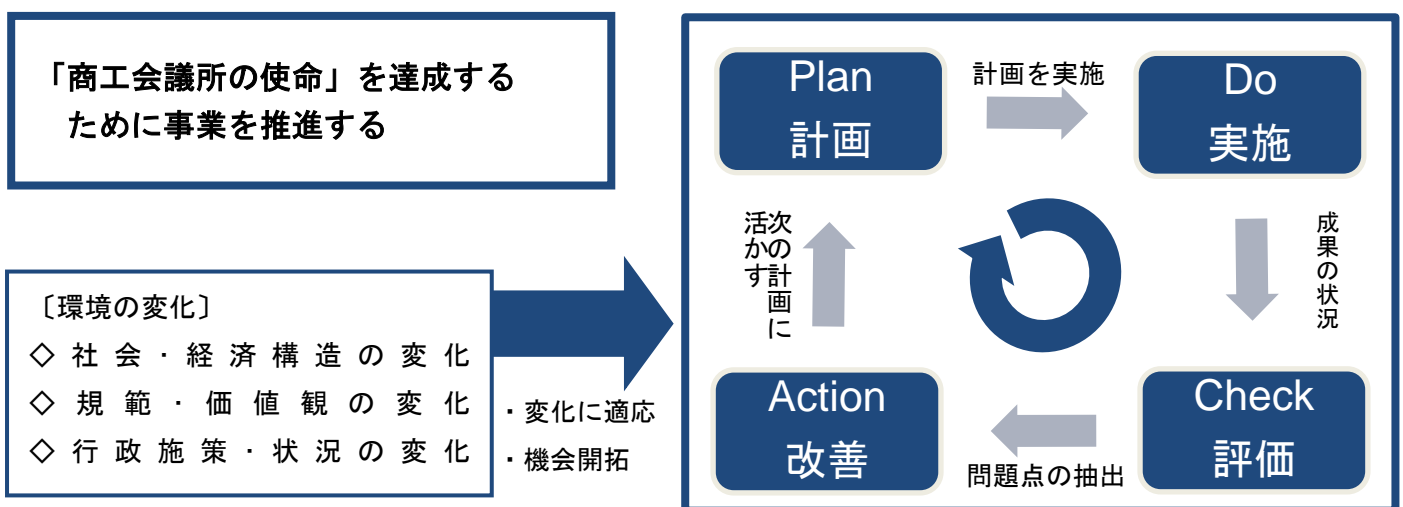 「商工会議所の使命」を達成する
ために事業を推進する
〔環境の変化〕
◇社会・経済構造の変化
◇規範・価値観の変化
◇行政施策・状況の変化
・変化に適応
・機会開拓
Plan
計画
計画を実施
Do
実施
成果の状況
Check
評価
問題点の抽出
Action
改善
次の計画に
活かす